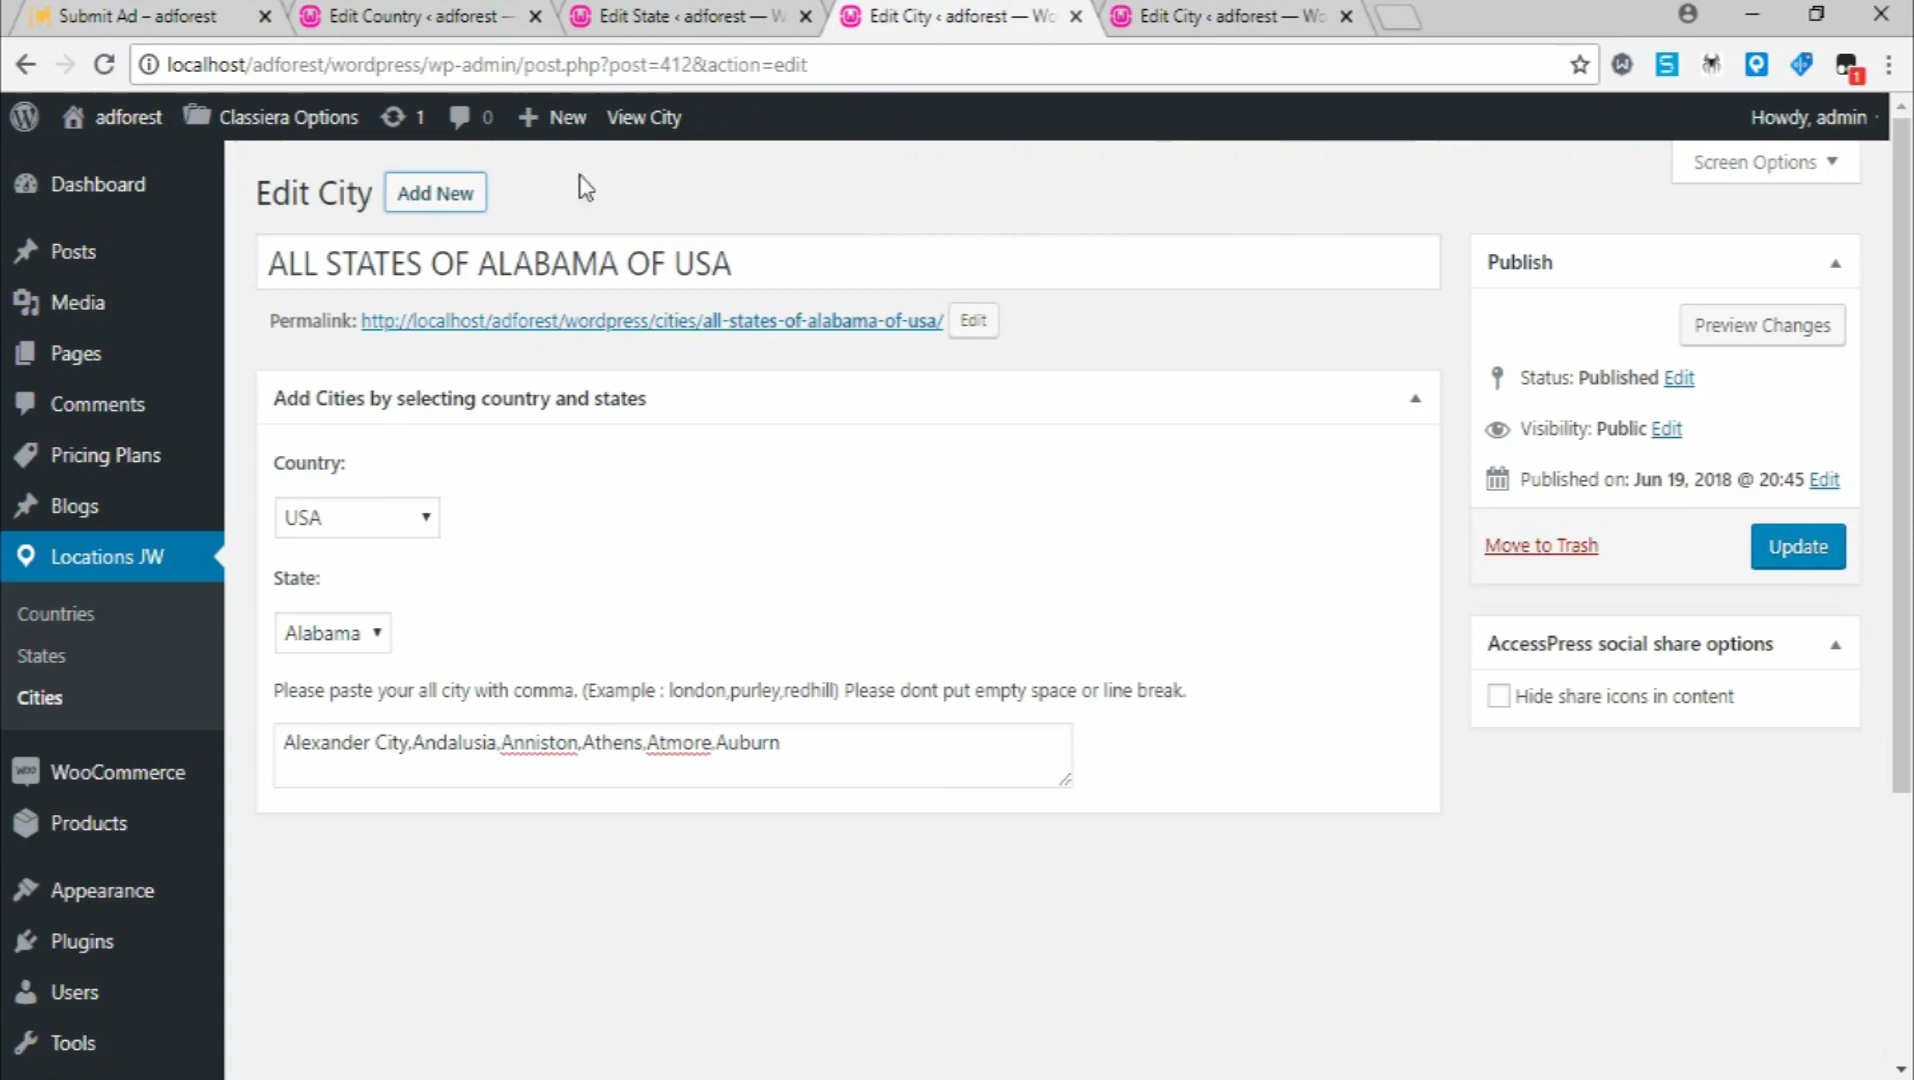 Submit Ad – adforest
Edit Country ‹ adforest —
Edit State ‹ adforest — W
Edit City ‹ adforest — Wo
Edit City ‹ adforest — Wo
localhost/adforest/wordpress/wp-admin/post.php?post=412&action=edit
1
adforest
Classiera Options
1
0
New
View City
Howdy, admin
Dashboard
Posts
Media
Pages
Comments
Pricing Plans
Blogs
Locations JW
Countries
States
Cities
WooCommerce
Products
Appearance
Plugins
Users
Tools
Screen Options
Edit City
Add New
ALL STATES OF ALABAMA OF USA
Permalink: http://localhost/adforest/wordpress/cities/all-states-of-alabama-of-usa/
Edit
Add Cities by selecting country and states
Country:
USA
State:
Alabama
Please paste your all city with comma. (Example : london,purley,redhill) Please dont put empty space or line break.
Alexander City,Andalusia,Anniston,Athens,Atmore,Auburn
Publish
Preview Changes
Status: Published Edit
Visibility: Public Edit
Published on: Jun 19, 2018 @ 20:45 Edit
Move to Trash
Update
AccessPress social share options
Hide share icons in content